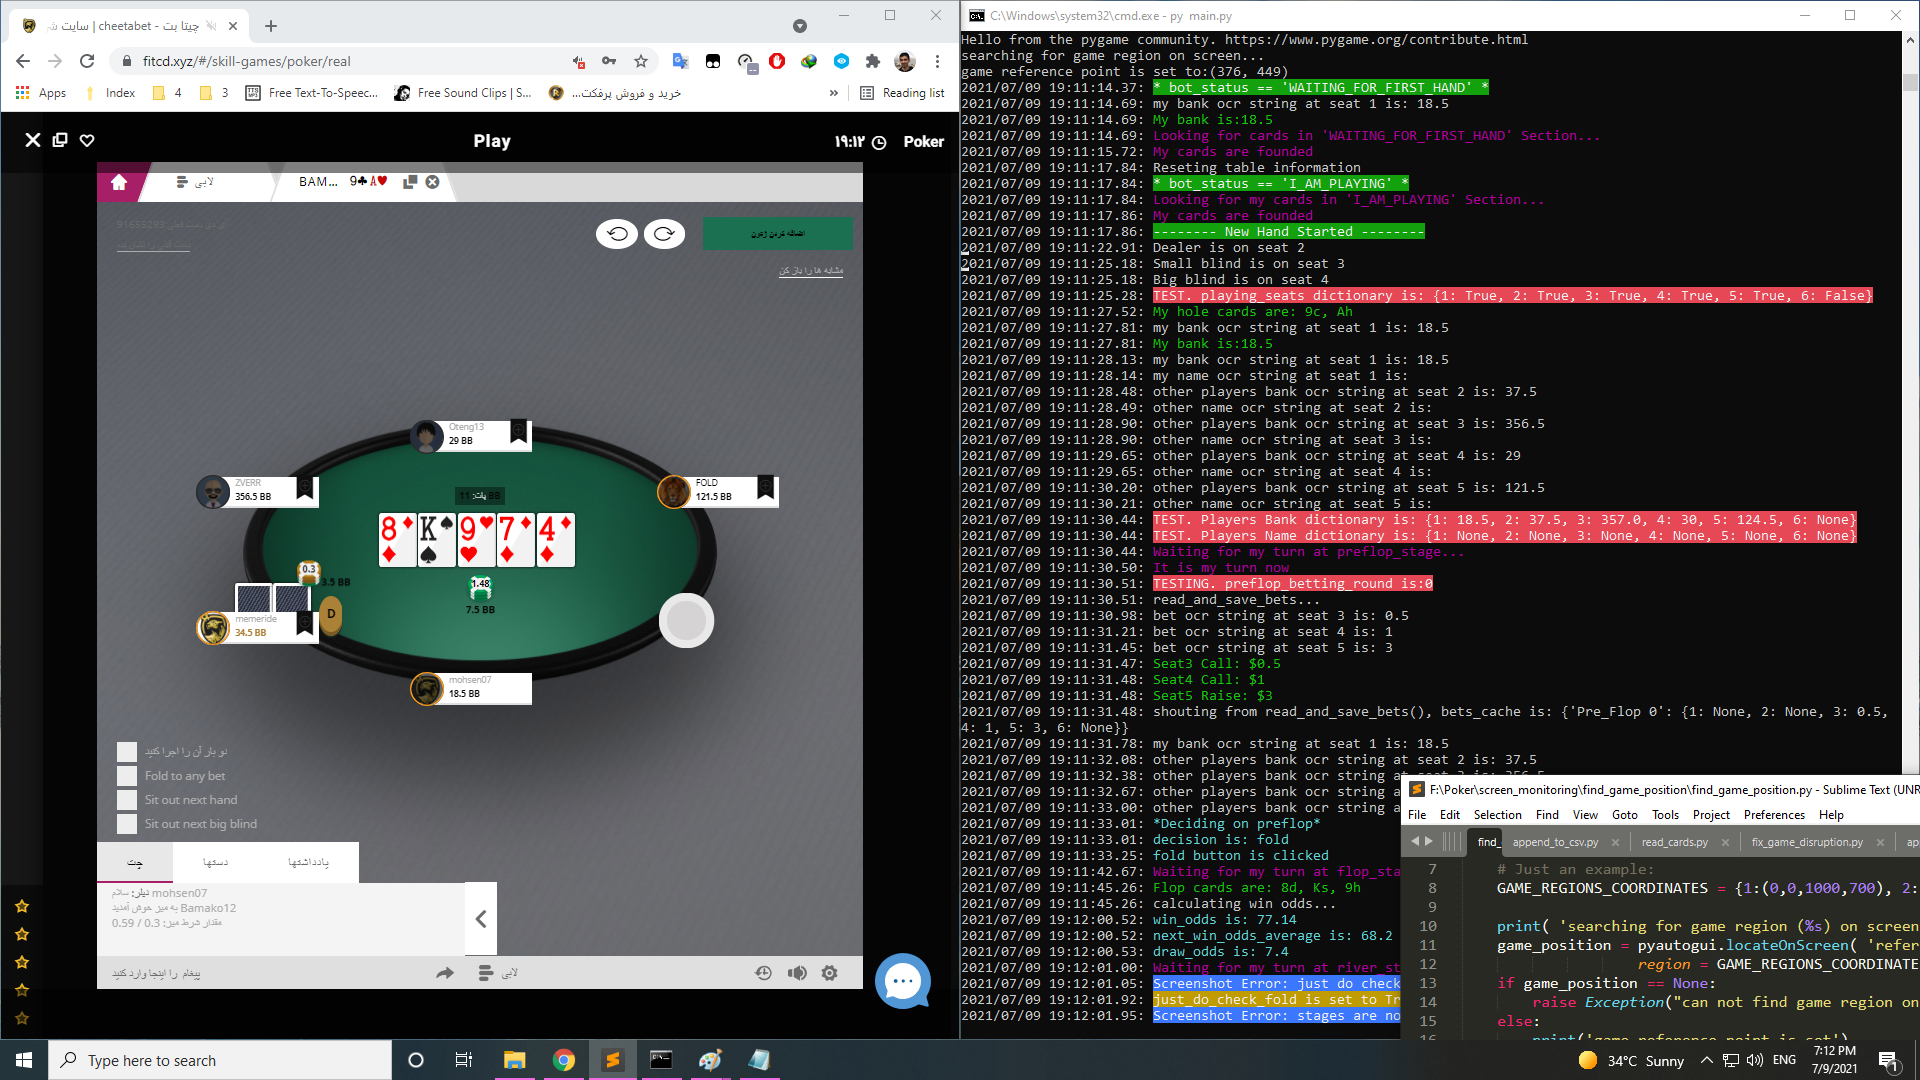 چیتا بت - cheetabet | سایت
fitcd.xyz/#/skill-games/poker/real
Apps
Index
4
3
Free Text-To-Speec...
Free Sound Clips | S...
خرید و فروش پرفکت...
»
Reading list
Play
۱۹:۱۲
Poker
لابی
BAM... 9♣ A♥
91655293
اضافه کردن ژتون
مشابه ها را باز کن
Oteng13
29 BB
ZVERR
356.5 BB
FOLD
121.5 BB
پات: 11 BB
8♦ K♠ 9♥ 7♦ 4♦
0.3
3.5 BB
1.48
7.5 BB
D
memeride
34.5 BB
mohsen07
18.5 BB
دو بار آن را اجرا کنید
Fold to any bet
Sit out next hand
Sit out next big blind
چت
دستها
یادداشتها
دیلر: سلام mohsen07
به میز خوش آمدید Bamako12
مقدار شرط میز: 0.3 / 0.59
پیغام را اینجا وارد کنید
لابی
C:\Windows\system32\cmd.exe - py main.py
Hello from the pygame community. https://www.pygame.org/contribute.html
searching for game region on screen...
game reference point is set to:(376, 449)
2021/07/09 19:11:14.37: * bot_status == 'WAITING_FOR_FIRST_HAND' *
2021/07/09 19:11:14.69: my bank ocr string at seat 1 is: 18.5
2021/07/09 19:11:14.69: My bank is:18.5
2021/07/09 19:11:14.69: Looking for cards in 'WAITING_FOR_FIRST_HAND' Section...
2021/07/09 19:11:15.72: My cards are founded
2021/07/09 19:11:17.84: Reseting table information
2021/07/09 19:11:17.84: * bot_status == 'I_AM_PLAYING' *
2021/07/09 19:11:17.84: Looking for my cards in 'I_AM_PLAYING' Section...
2021/07/09 19:11:17.86: My cards are founded
2021/07/09 19:11:17.86: -------- New Hand Started --------
2021/07/09 19:11:22.91: Dealer is on seat 2
2021/07/09 19:11:25.18: Small blind is on seat 3
2021/07/09 19:11:25.18: Big blind is on seat 4
2021/07/09 19:11:25.28: TEST. playing_seats dictionary is: {1: True, 2: True, 3: True, 4: True, 5: True, 6: False}
2021/07/09 19:11:27.52: My hole cards are: 9c, Ah
2021/07/09 19:11:27.81: my bank ocr string at seat 1 is: 18.5
2021/07/09 19:11:27.81: My bank is:18.5
2021/07/09 19:11:28.13: my bank ocr string at seat 1 is: 18.5
2021/07/09 19:11:28.14: my name ocr string at seat 1 is:
2021/07/09 19:11:28.48: other players bank ocr string at seat 2 is: 37.5
2021/07/09 19:11:28.49: other name ocr string at seat 2 is:
2021/07/09 19:11:28.90: other players bank ocr string at seat 3 is: 356.5
2021/07/09 19:11:28.90: other name ocr string at seat 3 is:
2021/07/09 19:11:29.65: other players bank ocr string at seat 4 is: 29
2021/07/09 19:11:29.65: other name ocr string at seat 4 is:
2021/07/09 19:11:30.20: other players bank ocr string at seat 5 is: 121.5
2021/07/09 19:11:30.21: other name ocr string at seat 5 is:
2021/07/09 19:11:30.44: TEST. Players Bank dictionary is: {1: 18.5, 2: 37.5, 3: 357.0, 4: 30, 5: 124.5, 6: None}
2021/07/09 19:11:30.44: TEST. Players Name dictionary is: {1: None, 2: None, 3: None, 4: None, 5: None, 6: None}
2021/07/09 19:11:30.44: Waiting for my turn at preflop_stage...
2021/07/09 19:11:30.50: It is my turn now
2021/07/09 19:11:30.51: TESTING. preflop_betting_round is:0
2021/07/09 19:11:30.51: read_and_save_bets...
2021/07/09 19:11:30.98: bet ocr string at seat 3 is: 0.5
2021/07/09 19:11:31.21: bet ocr string at seat 4 is: 1
2021/07/09 19:11:31.45: bet ocr string at seat 5 is: 3
2021/07/09 19:11:31.47: Seat3 Call: $0.5
2021/07/09 19:11:31.48: Seat4 Call: $1
2021/07/09 19:11:31.48: Seat5 Raise: $3
2021/07/09 19:11:31.48: shouting from read_and_save_bets(), bets_cache is: {'Pre_Flop 0': {1: None, 2: None, 3: 0.5,
4: 1, 5: 3, 6: None}}
2021/07/09 19:11:31.78: my bank ocr string at seat 1 is: 18.5
2021/07/09 19:11:32.08: other players bank ocr string at seat 2 is: 37.5
2021/07/09 19:11:32.38: other players bank ocr string at seat 3 is: 356.5
2021/07/09 19:11:32.67: other players bank ocr string a
2021/07/09 19:11:33.00: other players bank ocr string a
2021/07/09 19:11:33.01: *Deciding on preflop*
2021/07/09 19:11:33.01: decision is: fold
2021/07/09 19:11:33.25: fold button is clicked
2021/07/09 19:11:42.67: Waiting for my turn at flop_sta
2021/07/09 19:11:45.26: Flop cards are: 8d, Ks, 9h
2021/07/09 19:11:45.26: calculating win odds...
2021/07/09 19:12:00.52: win_odds is: 77.14
2021/07/09 19:12:00.52: next_win_odds_average is: 68.2
2021/07/09 19:12:00.53: draw_odds is: 7.4
2021/07/09 19:12:01.00: Waiting for my turn at river_st
2021/07/09 19:12:01.05: Screenshot Error: just do check
2021/07/09 19:12:01.92: just_do_check_fold is set to Tr
2021/07/09 19:12:01.95: Screenshot Error: stages are no
F:\Poker\screen_monitoring\find_game_position\find_game_position.py - Sublime Text (UNR
File Edit Selection Find View Goto Tools Project Preferences Help
find_ append_to_csv.py read_cards.py fix_game_disruption.py ap
7 # Just an example:
8 GAME_REGIONS_COORDINATES = {1:(0,0,1000,700), 2:
9
10 print( 'searching for game region (%s) on screen
11 game_position = pyautogui.locateOnScreen( 'refer
12 region = GAME_REGIONS_COORDINATE
13 if game_position == None:
14 raise Exception("can not find game region on
15 else:
16 print('game reference point is set')
Type here to search
34°C Sunny
ENG
7:12 PM
7/9/2021
1